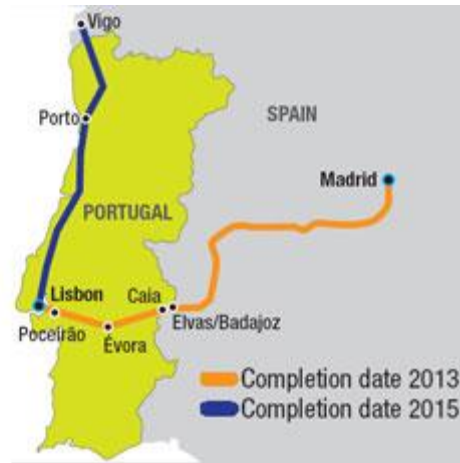 Vigo
Porto
SPAIN
Madrid
PORTUGAL
Lisbon
Caia
Elvas/Badajoz
Poceirão
Évora
Completion date 2013
Completion date 2015